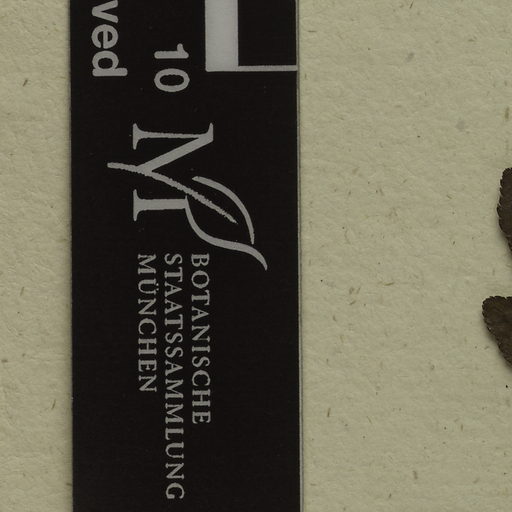 ved
10
BOTANISCHE
STAATSSAMMLUNG
MÜNCHEN